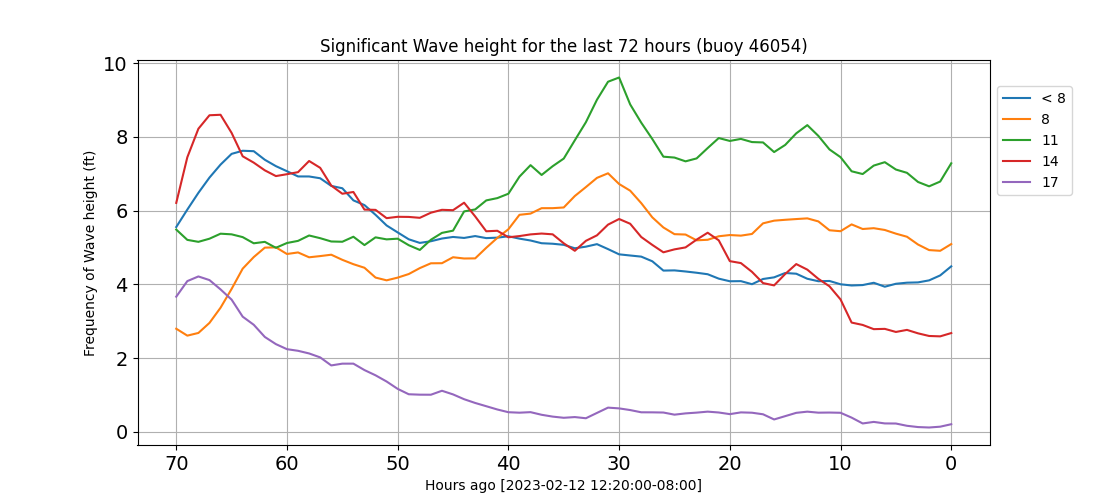 Significant Wave height for the last 72 hours (buoy 46054)
Frequency of Wave height (ft)
10
8
6
4
2
0
70 60 50 40 30 20 10 0
Hours ago [2023-02-12 12:20:00-08:00]
< 8
8
11
14
17